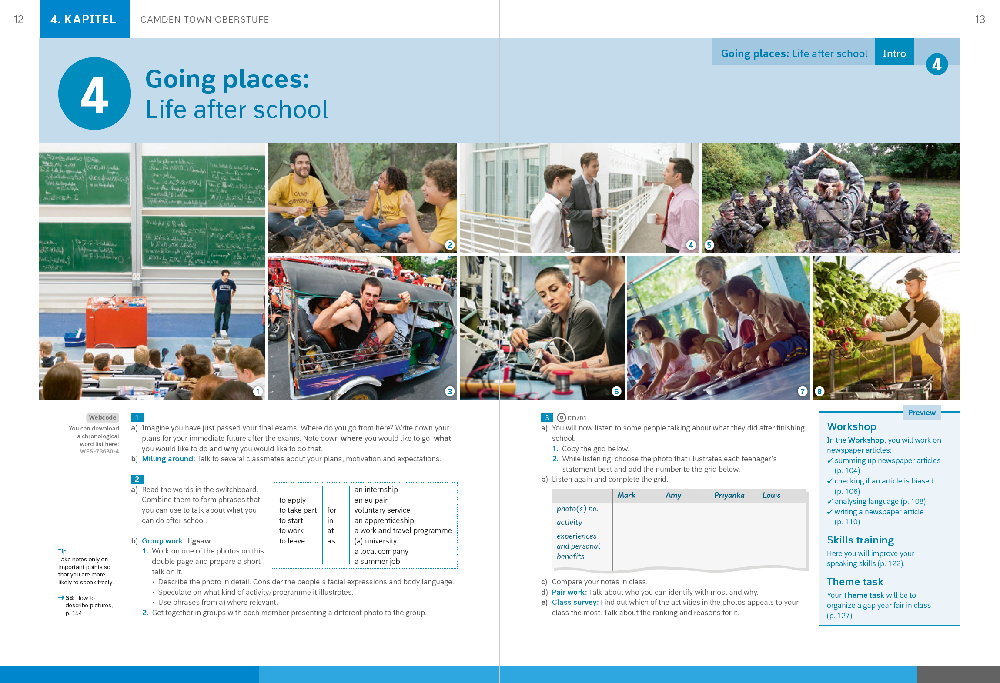 12
4. KAPITEL
CAMDEN TOWN OBERSTUFE
13
Going places: Life after school
Intro
4
4
Going places:
Life after school
CAMP
CHIPAWAHA
CAMP
1
2
3
4
5
6
7
8
Webcode
You can download
a chronological
word list here:
WES-73630-4
1
a) Imagine you have just passed your final exams. Where do you go from here? Write down your
plans for your immediate future after the exams. Note down where you would like to go, what
you would like to do and why you would like to do that.
b) Milling around: Talk to several classmates about your plans, motivation and expectations.
2
a) Read the words in the switchboard.
Combine them to form phrases that
you can use to talk about what you
can do after school.
to apply
to take part
to start
to work
to leave
for
in
at
as
an internship
an au pair
voluntary service
an apprenticeship
a work and travel programme
(a) university
a local company
a summer job
b) Group work: Jigsaw
1. Work on one of the photos on this
double page and prepare a short
talk on it.
• Describe the photo in detail. Consider the people's facial expressions and body language.
• Speculate on what kind of activity/programme it illustrates.
• Use phrases from a) where relevant.
2. Get together in groups with each member presenting a different photo to the group.
Tip
Take notes only on
important points so
that you are more
likely to speak freely.
→ S8: How to
describe pictures,
p. 154
3 CD/01
a) You will now listen to some people talking about what they did after finishing
school.
1. Copy the grid below.
2. While listening, choose the photo that illustrates each teenager's
statement best and add the number to the grid below.
b) Listen again and complete the grid.
Mark Amy Priyanka Louis
photo(s) no.
activity
experiences
and personal
benefits
c) Compare your notes in class.
d) Pair work: Talk about who you can identify with most and why.
e) Class survey: Find out which of the activities in the photos appeals to your
class the most. Talk about the ranking and reasons for it.
Preview
Workshop
In the Workshop, you will work on
newspaper articles:
✓ summing up newspaper articles
(p. 104)
✓ checking if an article is biased
(p. 106)
✓ analysing language (p. 108)
✓ writing a newspaper article
(p. 110)
Skills training
Here you will improve your
speaking skills (p. 122).
Theme task
Your Theme task will be to
organize a gap year fair in class
(p. 127).